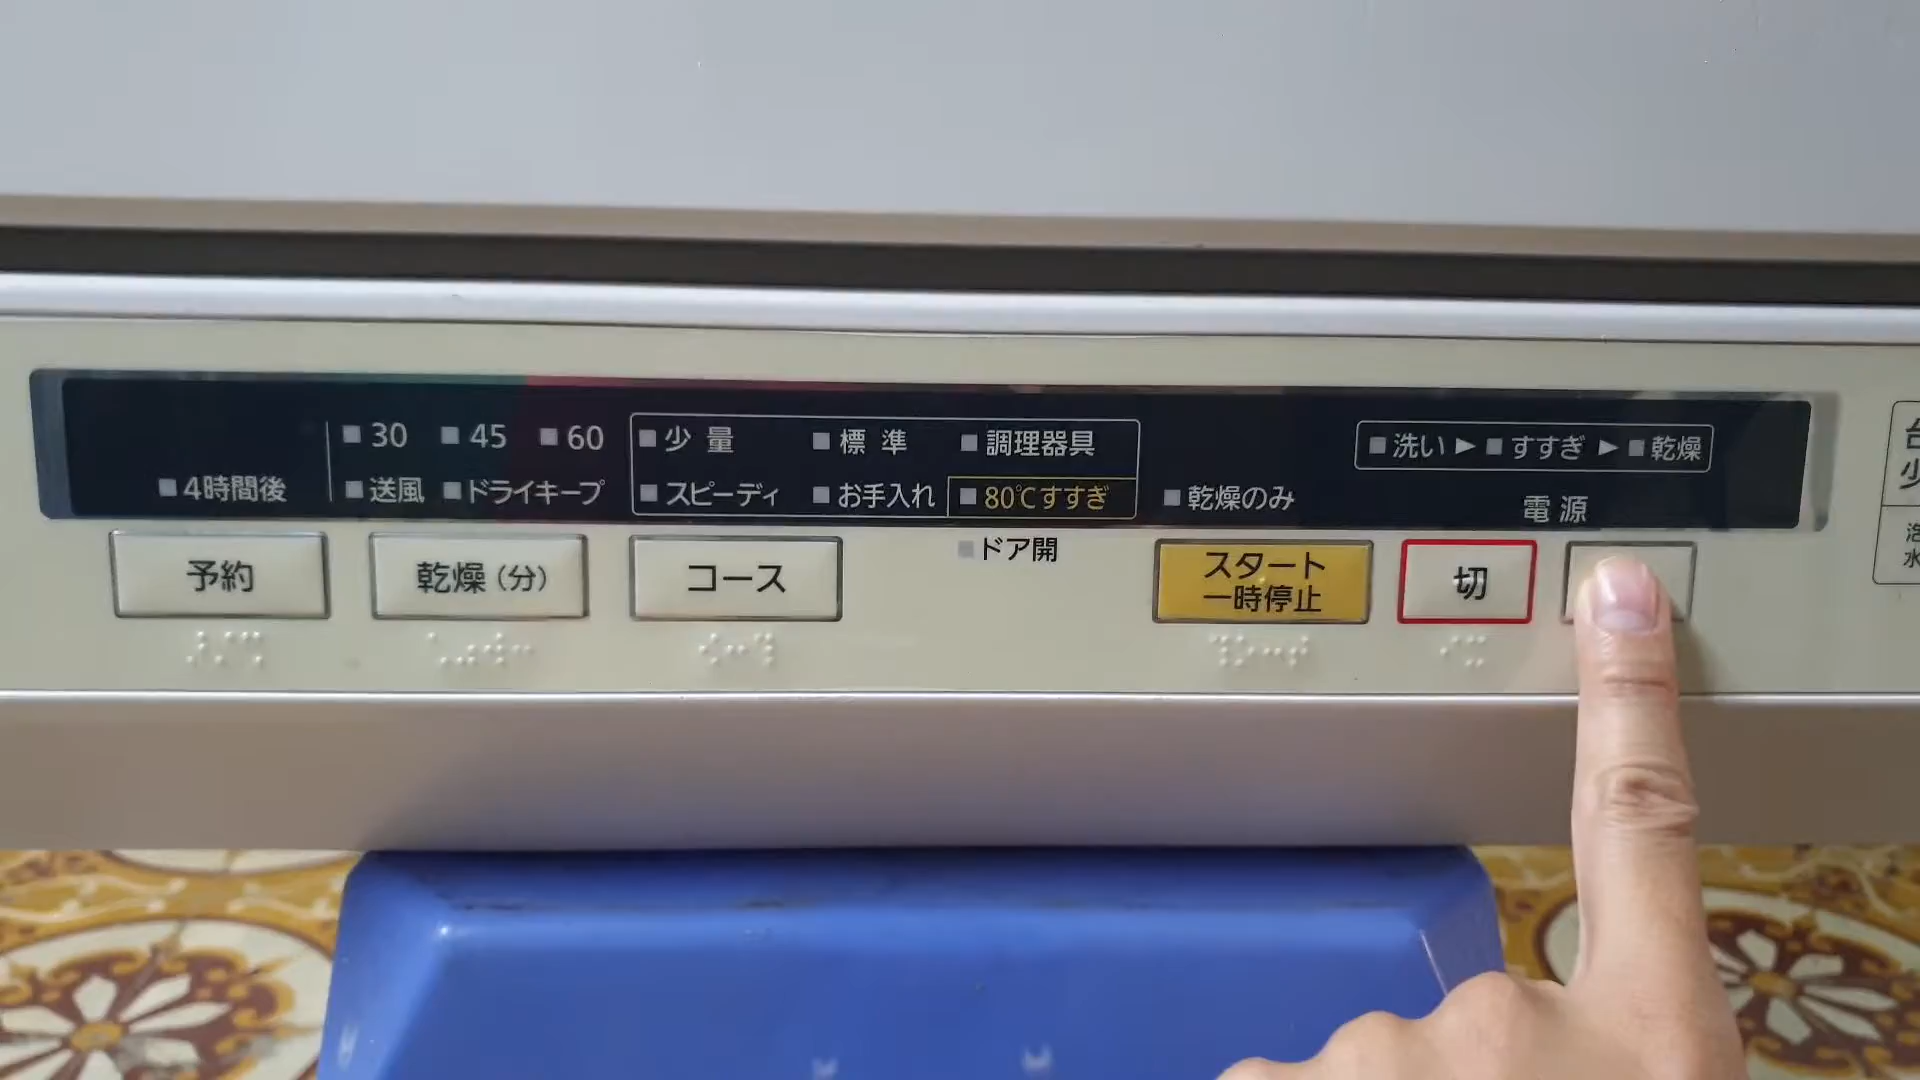 30 45 60
4時間後 送風 ドライキープ
少量 標準 調理器具
スピーディ お手入れ 80℃すすぎ
乾燥のみ
洗い ▶ すすぎ ▶ 乾燥
電源
予約
乾燥(分)
コース
ドア開
スタート
一時停止
切